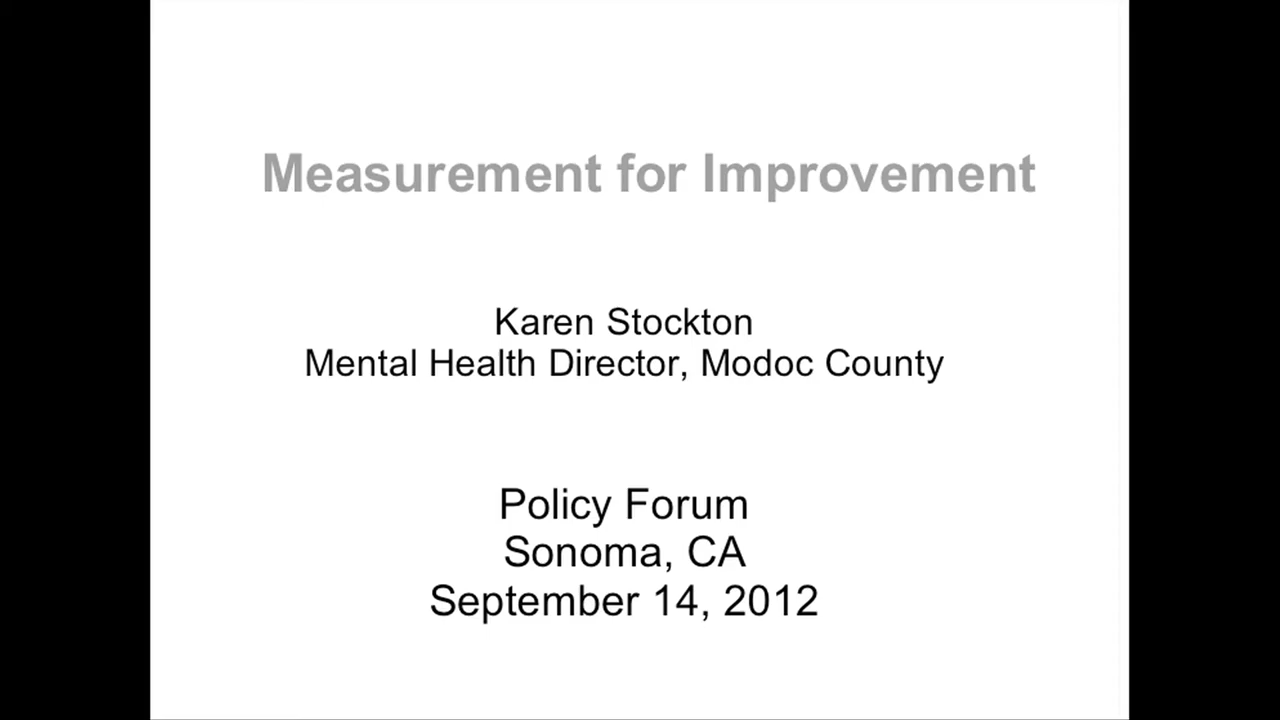 Measurement for Improvement
Karen Stockton
Mental Health Director, Modoc County
Policy Forum
Sonoma, CA
September 14, 2012